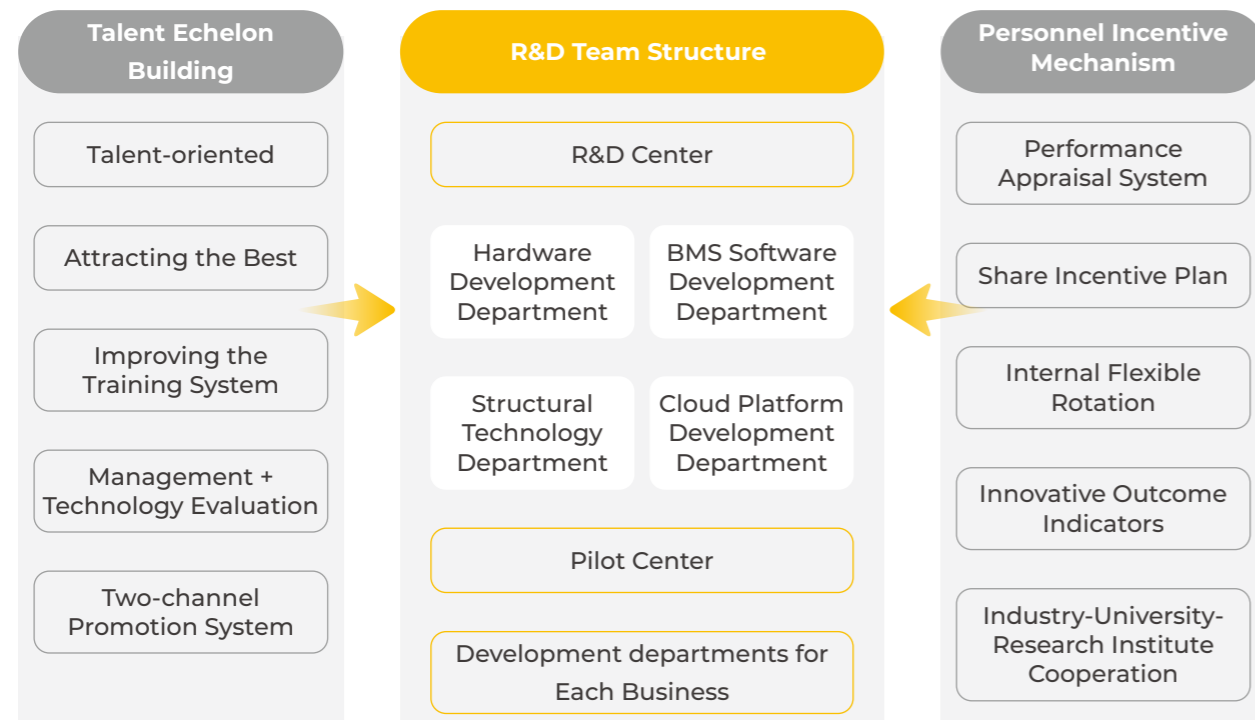 Talent Echelon
Building
Talent-oriented
Attracting the Best
Improving the
Training System
Management +
Technology Evaluation
Two-channel
Promotion System
R&D Team Structure
R&D Center
Hardware
Development
Department
BMS Software
Development
Department
Structural
Technology
Department
Cloud Platform
Development
Department
Pilot Center
Development departments for
Each Business
Personnel Incentive
Mechanism
Performance
Appraisal System
Share Incentive Plan
Internal Flexible
Rotation
Innovative Outcome
Indicators
Industry-University-
Research Institute
Cooperation